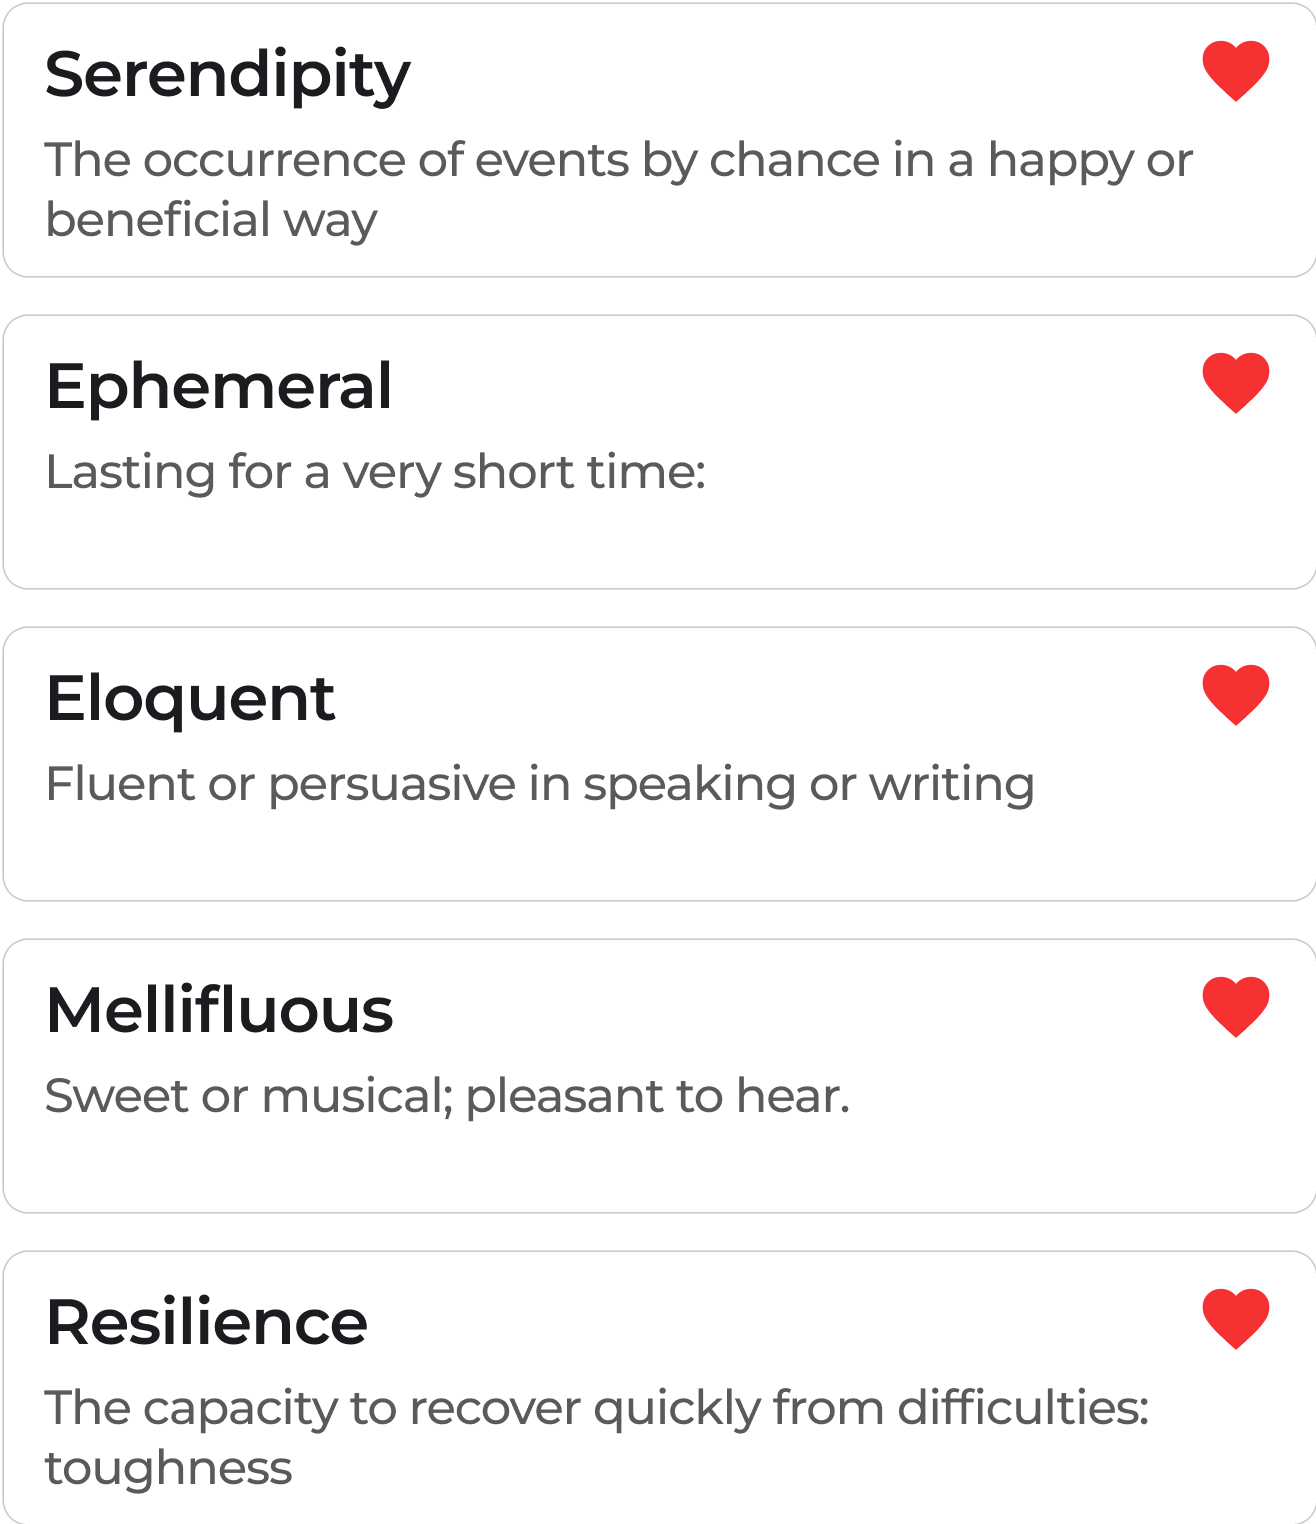 Serendipity
The occurrence of events by chance in a happy or
beneficial way
Ephemeral
Lasting for a very short time:
Eloquent
Fluent or persuasive in speaking or writing
Mellifluous
Sweet or musical; pleasant to hear.
Resilience
The capacity to recover quickly from difficulties:
toughness